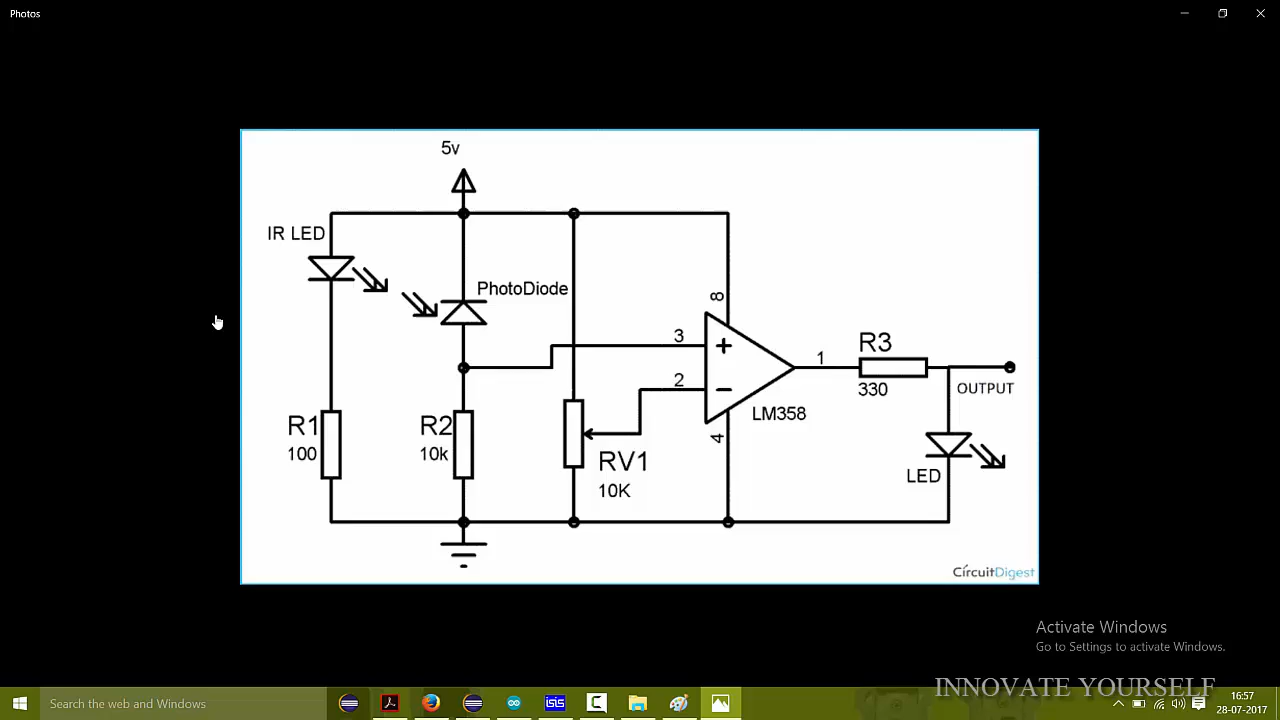 Photos
5v
IR LED
PhotoDiode
8
3
+
2
−
1
R3
330
OUTPUT
LM358
4
R1
100
R2
10k
RV1
10K
LED
CírcuitDigest
Activate Windows
Go to Settings to activate Windows.
INNOVATE YOURSELF
Search the web and Windows
isis
16:57
28-07-2017